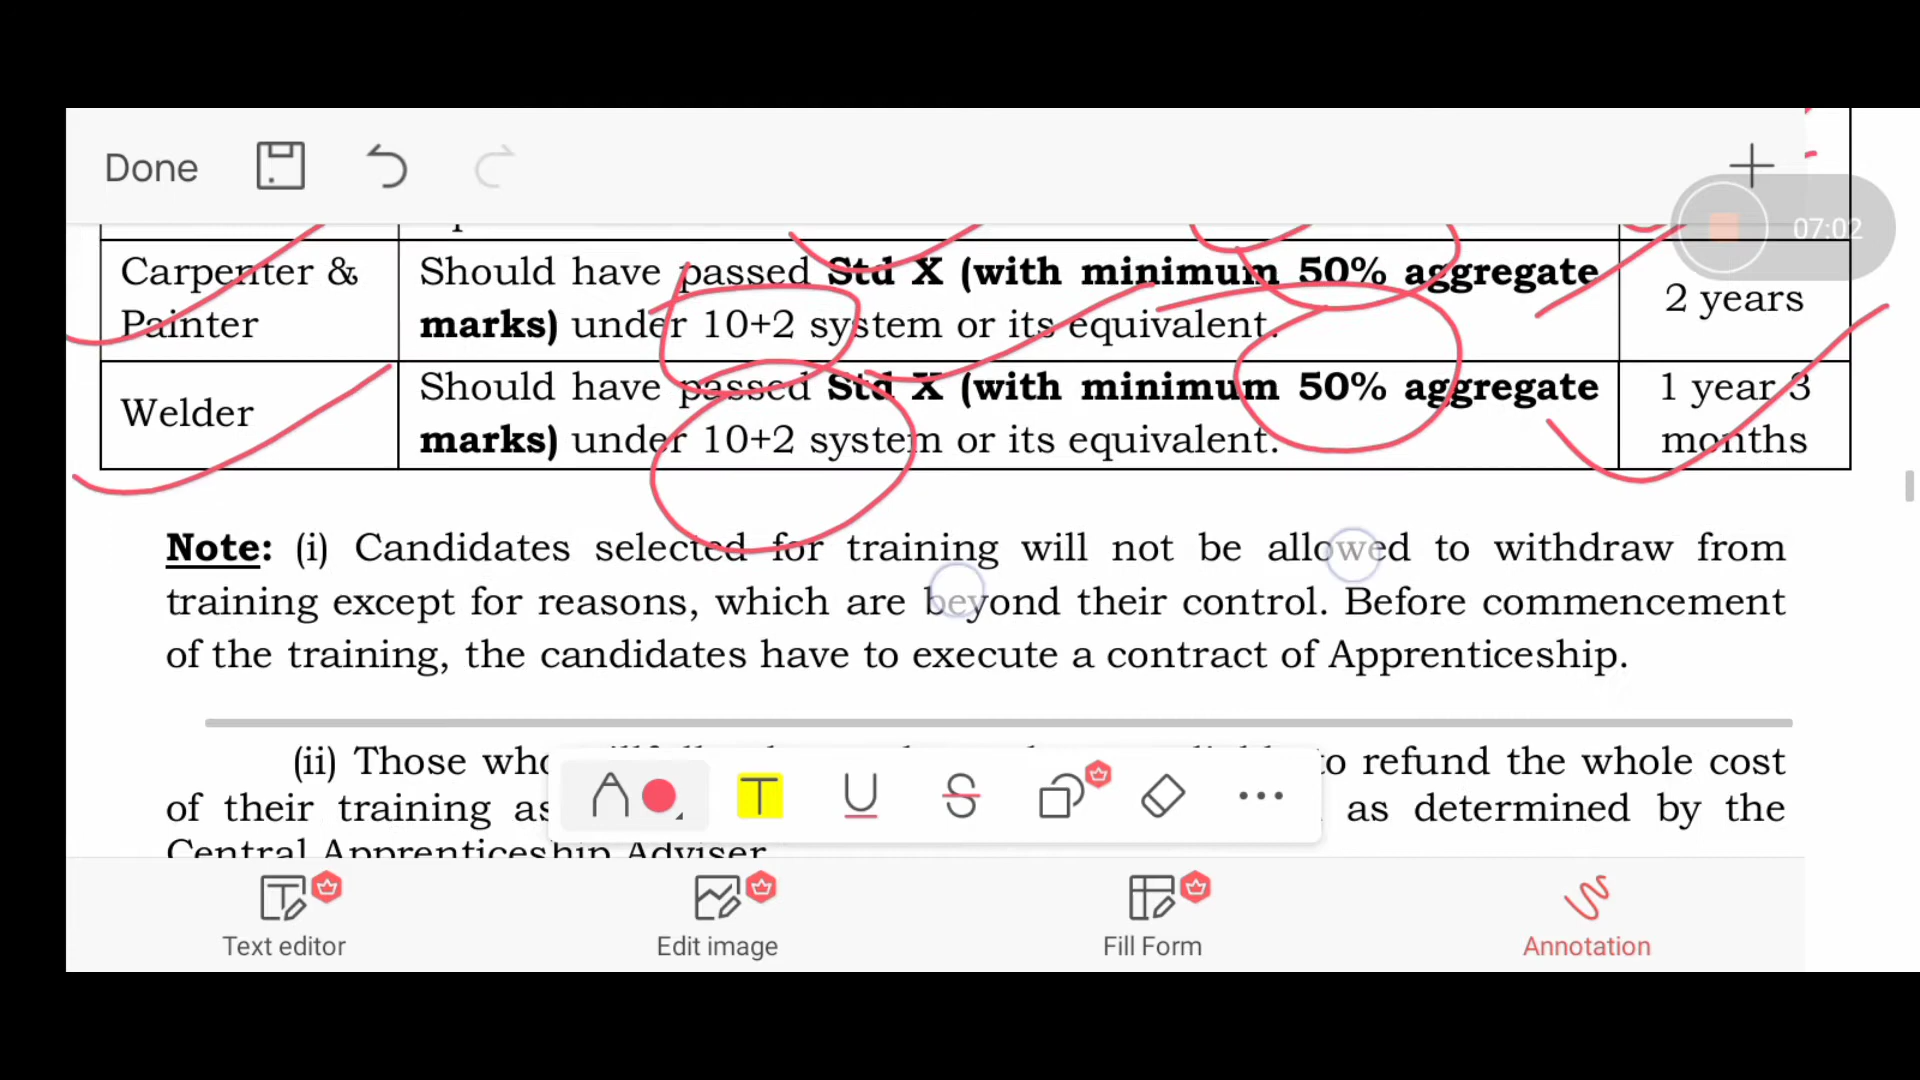 Done
07:02
Carpenter &
Painter
Should have passed Std X (with minimum 50% aggregate
marks) under 10+2 system or its equivalent.
2 years
Welder
Should have passed Std X (with minimum 50% aggregate
marks) under 10+2 system or its equivalent.
1 year 3
months
Note: (i) Candidates selected for training will not be allowed to withdraw from
training except for reasons, which are beyond their control. Before commencement
of the training, the candidates have to execute a contract of Apprenticeship.
(ii) Those who to refund the whole cost
of their training as as determined by the
Central Apprenticeship Adviser
Text editor
Edit image
Fill Form
Annotation